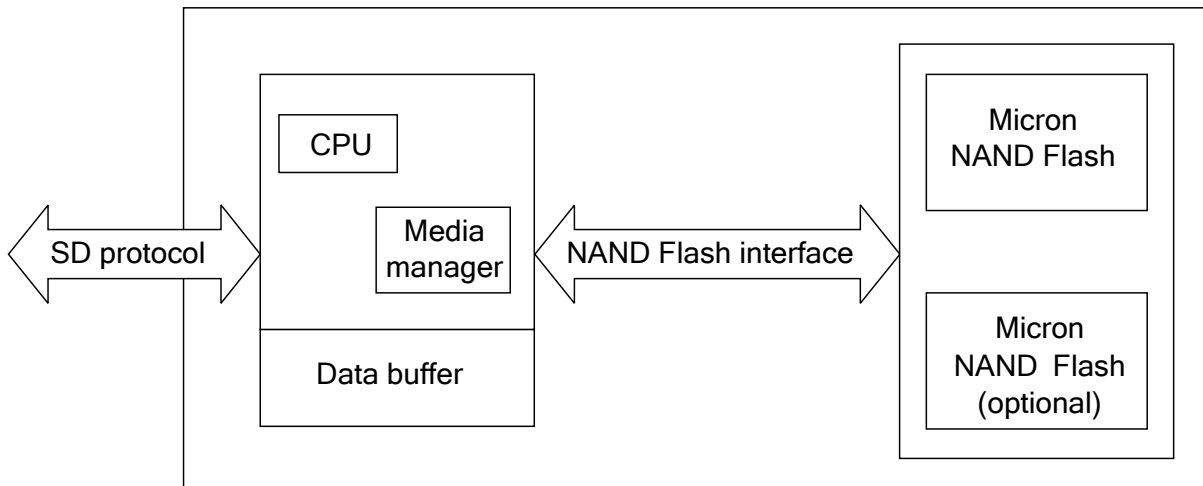 CPU
Media
manager
Data buffer
SD protocol
NAND Flash interface
Micron
NAND Flash
Micron
NAND Flash
(optional)